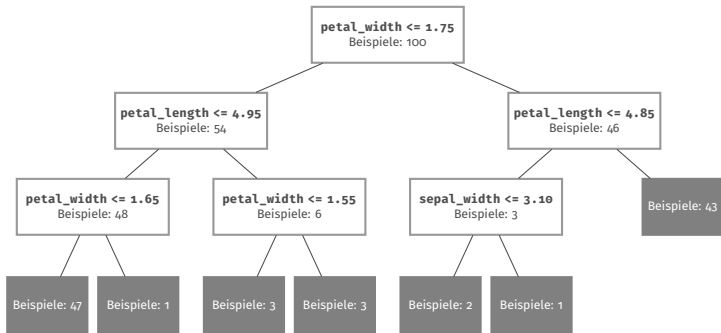 petal_width <= 1.75
Beispiele: 100
petal_length <= 4.95
Beispiele: 54
petal_length <= 4.85
Beispiele: 46
petal_width <= 1.65
Beispiele: 48
petal_width <= 1.55
Beispiele: 6
sepal_width <= 3.10
Beispiele: 3
Beispiele: 43
Beispiele: 47
Beispiele: 1
Beispiele: 3
Beispiele: 3
Beispiele: 2
Beispiele: 1